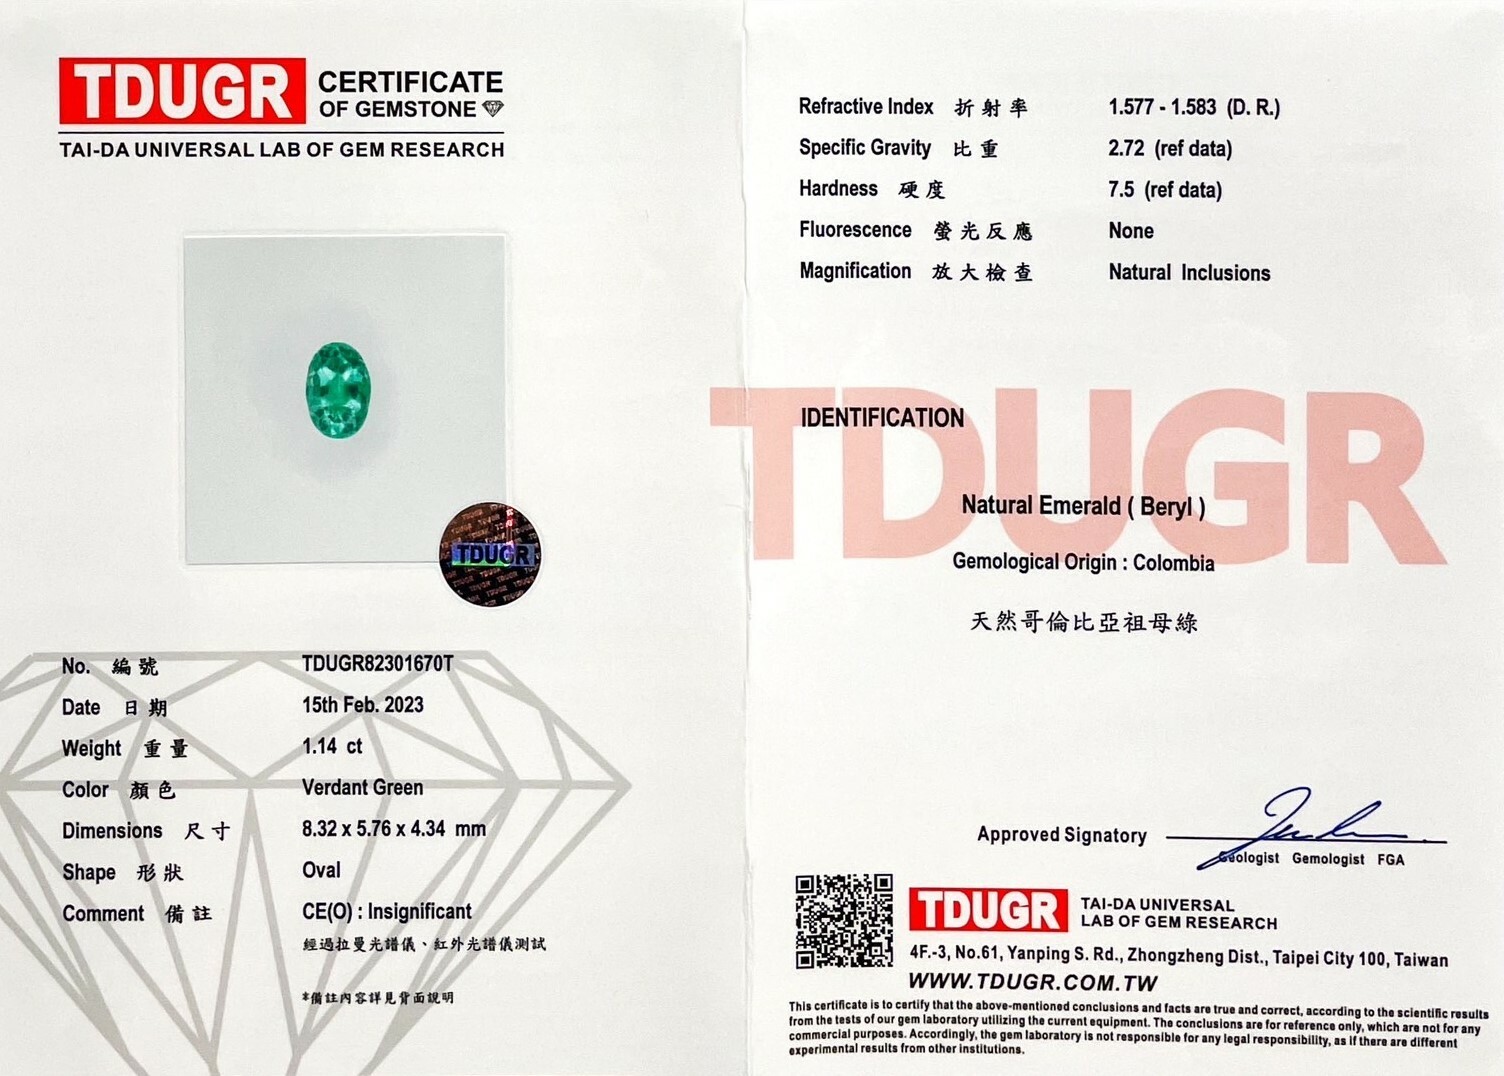 TDUGR CERTIFICATE
OF GEMSTONE
TAI-DA UNIVERSAL LAB OF GEM RESEARCH
TDUGR
No. 編號 TDUGR82301670T
Date 日期 15th Feb. 2023
Weight 重量 1.14 ct
Color 顏色 Verdant Green
Dimensions 尺寸 8.32 x 5.76 x 4.34 mm
Shape 形狀 Oval
Comment 備註 CE(O) : Insignificant
經過拉曼光譜儀、紅外光譜儀測試
*備註內容詳見背面說明
Refractive Index 折射率 1.577 - 1.583 (D. R.)
Specific Gravity 比重 2.72 (ref data)
Hardness 硬度 7.5 (ref data)
Fluorescence 螢光反應 None
Magnification 放大檢查 Natural Inclusions
TDUGR
IDENTIFICATION
Natural Emerald ( Beryl )
Gemological Origin : Colombia
天然哥倫比亞祖母綠
Approved Signatory
Geologist Gemologist FGA
TDUGR TAI-DA UNIVERSAL
LAB OF GEM RESEARCH
4F.-3, No.61, Yanping S. Rd., Zhongzheng Dist., Taipei City 100, Taiwan
WWW.TDUGR.COM.TW
This certificate is to certify that the above-mentioned conclusions and facts are true and correct, according to the scientific results
from the tests of our gem laboratory utilizing the current equipment. The conclusions are for reference only, which are not for any
commercial purposes. Accordingly, the gem laboratory is not responsible for any legal responsibility, as if there are different
experimental results from other institutions.